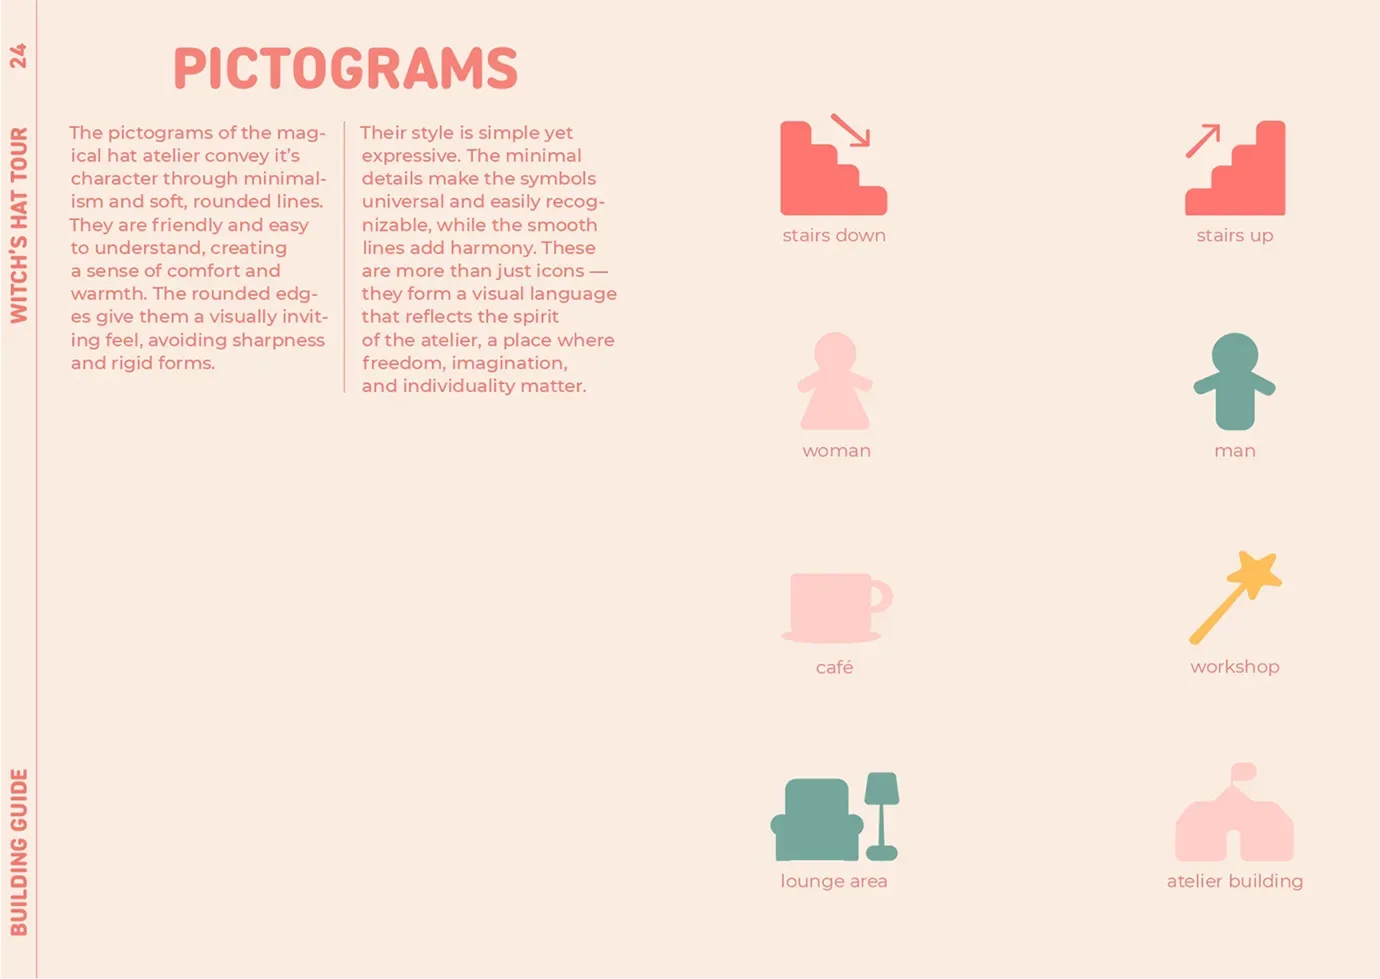 24
WITCH'S HAT TOUR
BUILDING GUIDE
PICTOGRAMS
The pictograms of the mag-
ical hat atelier convey it's
character through minimal-
ism and soft, rounded lines.
They are friendly and easy
to understand, creating
a sense of comfort and
warmth. The rounded edg-
es give them a visually invit-
ing feel, avoiding sharpness
and rigid forms.
Their style is simple yet
expressive. The minimal
details make the symbols
universal and easily recog-
nizable, while the smooth
lines add harmony. These
are more than just icons —
they form a visual language
that reflects the spirit
of the atelier, a place where
freedom, imagination,
and individuality matter.
stairs down
stairs up
woman
man
café
workshop
lounge area
atelier building